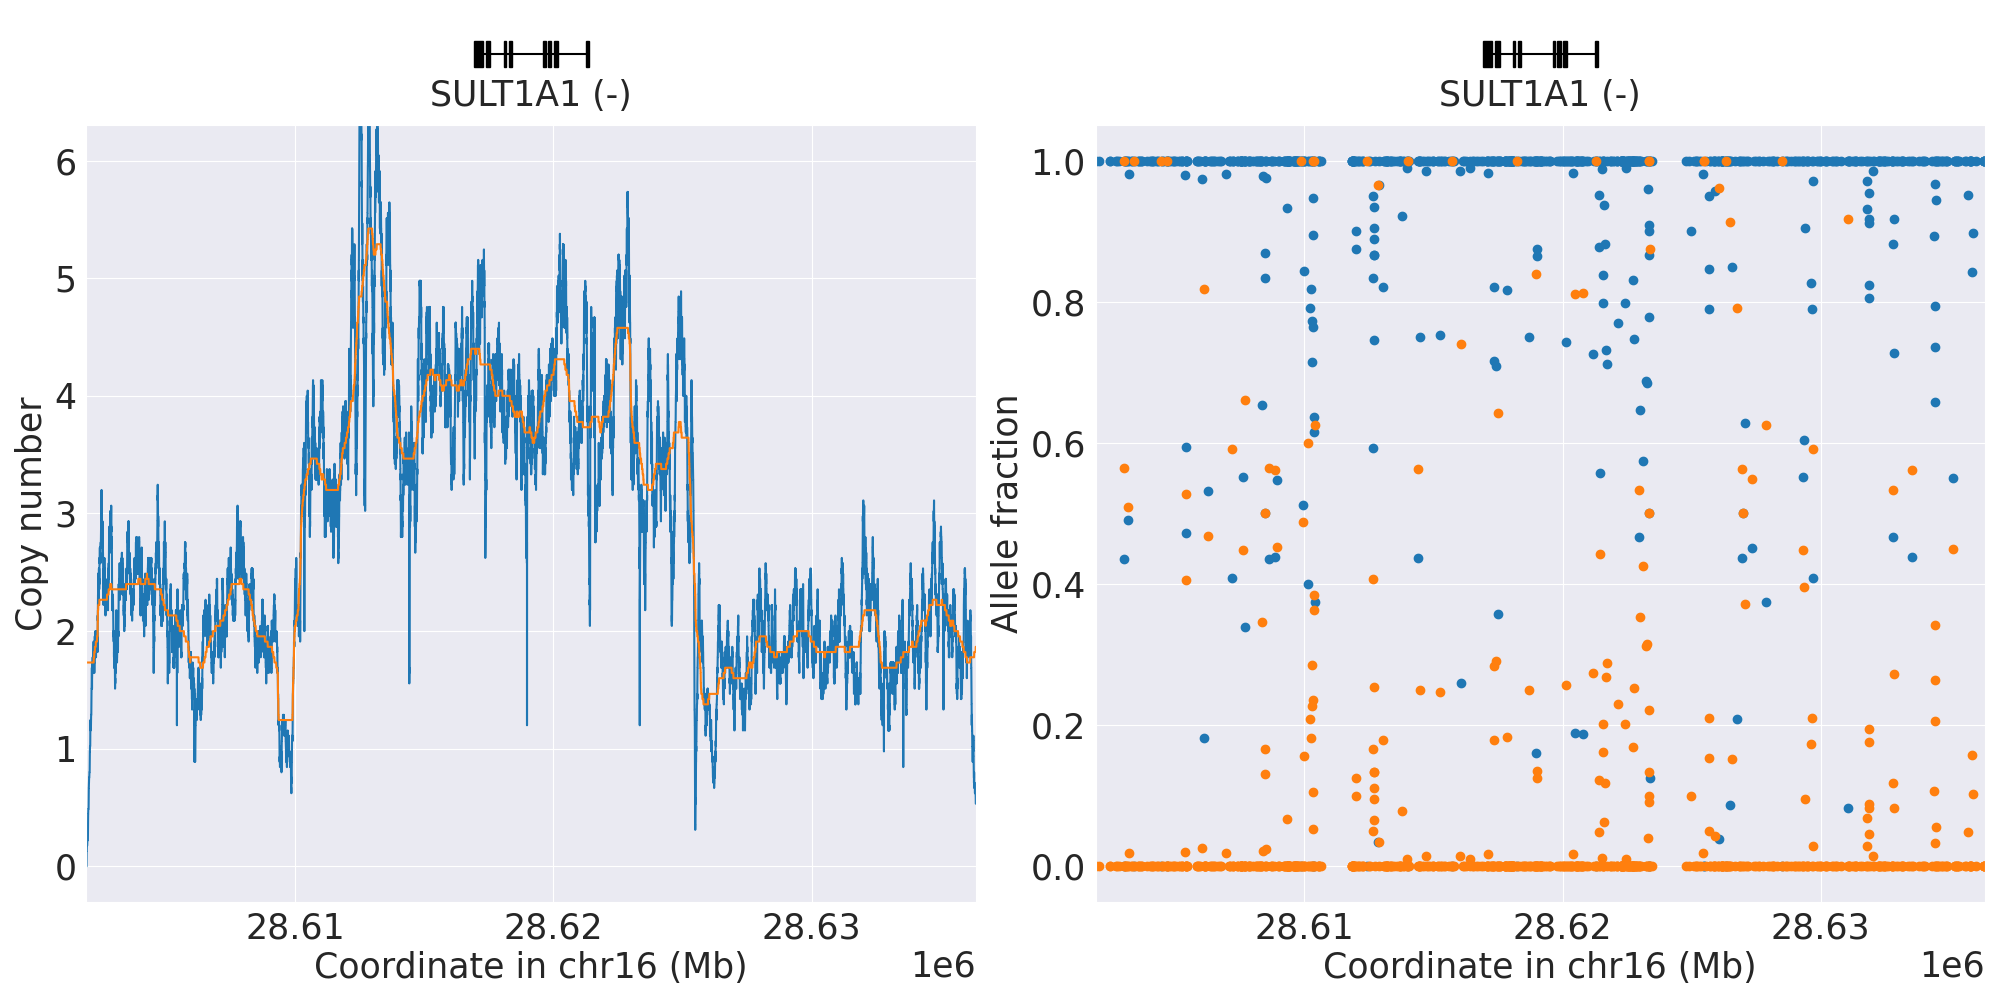 SULT1A1 (-)
Copy number
6
5
4
3
2
1
0
28.61
28.62
28.63
Coordinate in chr16 (Mb)
1e6
SULT1A1 (-)
Allele fraction
1.0
0.8
0.6
0.4
0.2
0.0
28.61
28.62
28.63
Coordinate in chr16 (Mb)
1e6